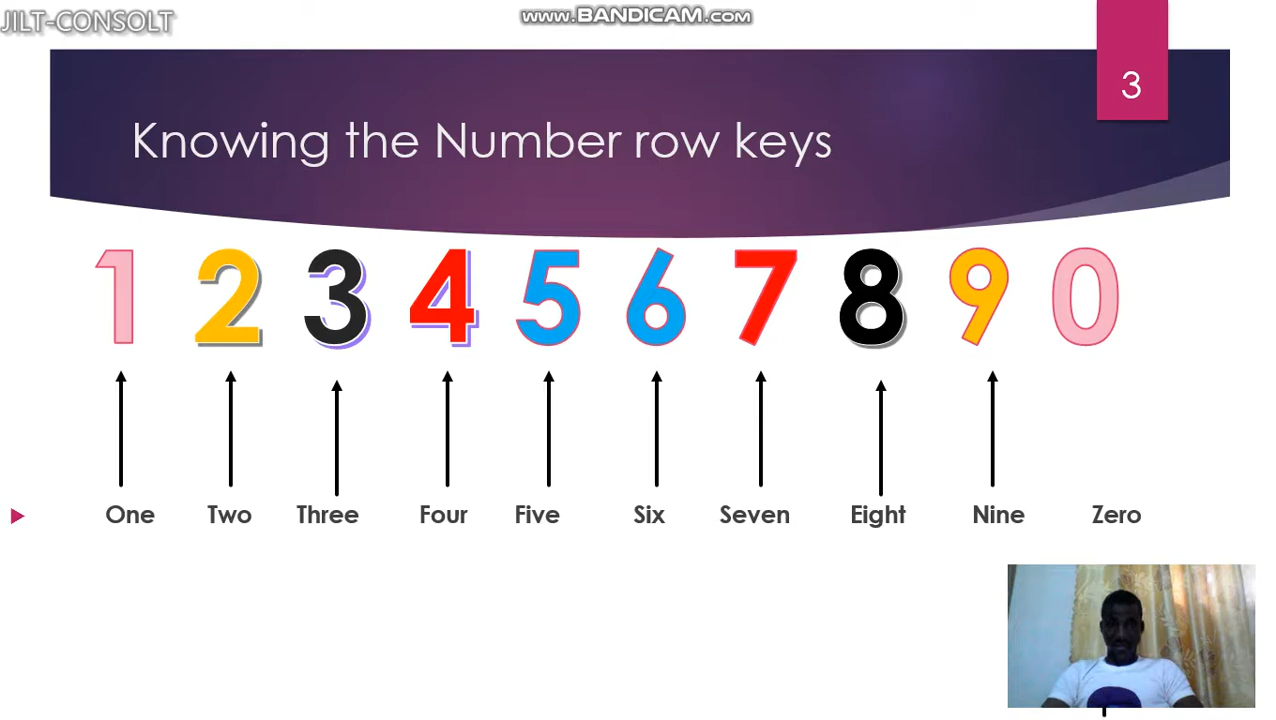 JILT-CONSOLT
www.BANDICAM.com
3
Knowing the Number row keys
1 2 3 4 5 6 7 8 9 0
One Two Three Four Five Six Seven Eight Nine Zero